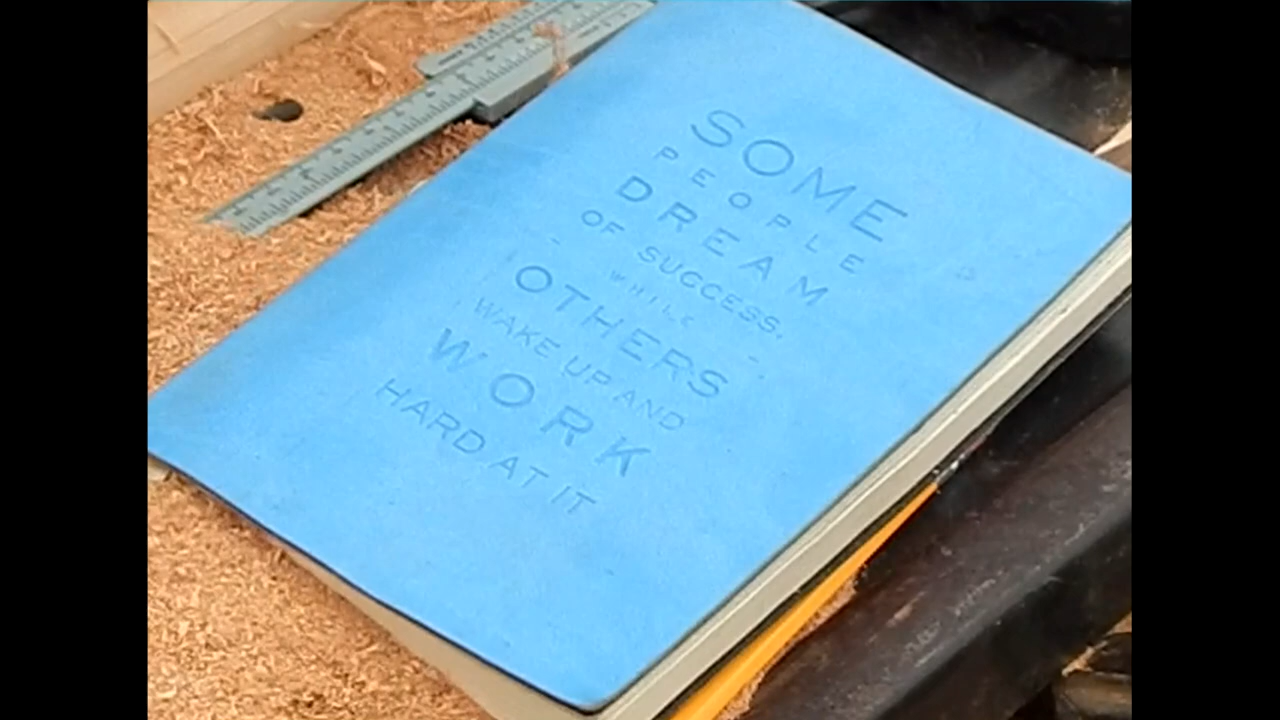 SOME
PEOPLE
DREAM
OF SUCCESS,
WHILE
OTHERS
WAKE UP AND
WORK
HARD AT IT